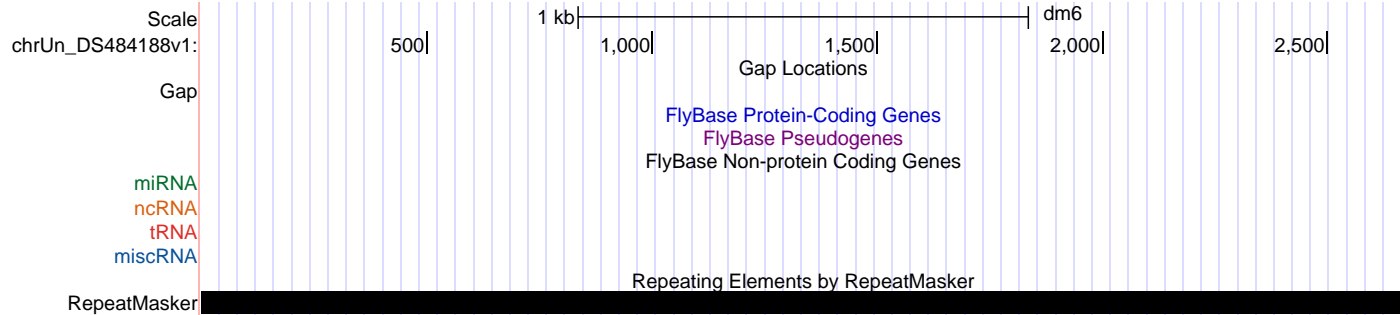 Scale 1 kb dm6
chrUn_DS484188v1: 500 1,000 1,500 2,000 2,500
Gap Locations
Gap
FlyBase Protein-Coding Genes
FlyBase Pseudogenes
FlyBase Non-protein Coding Genes
miRNA
ncRNA
tRNA
miscRNA
Repeating Elements by RepeatMasker
RepeatMasker